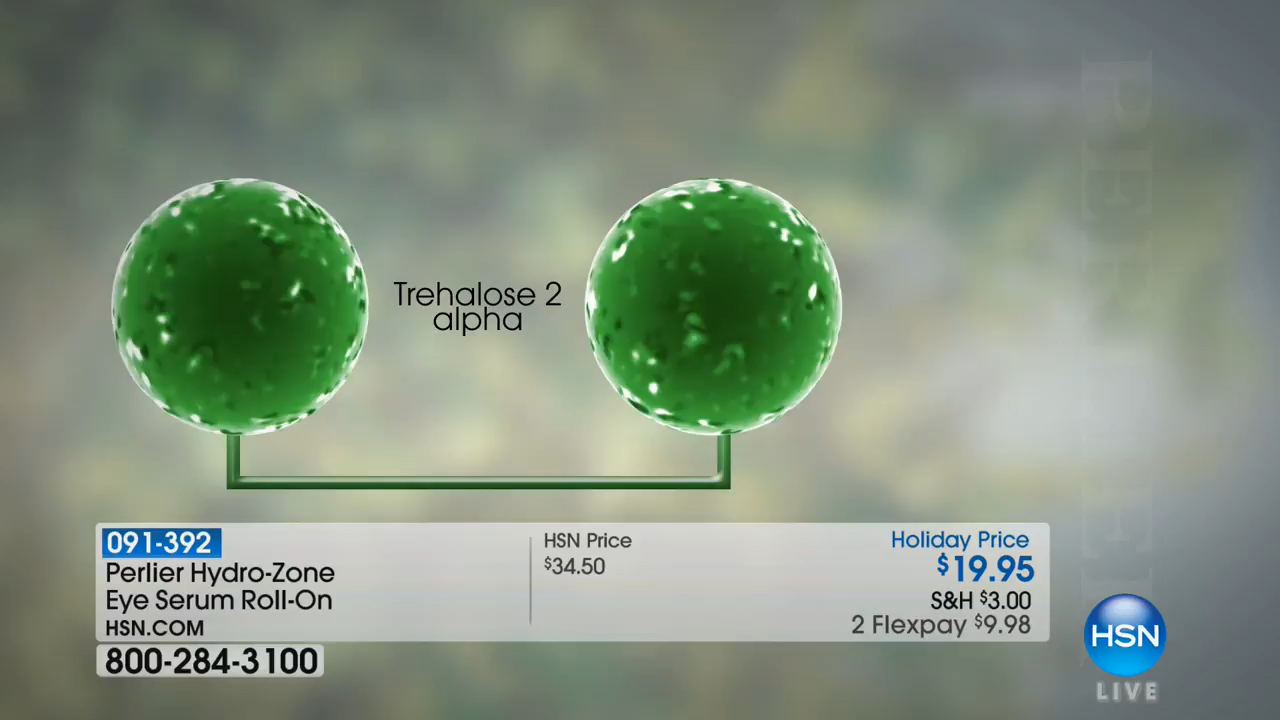 Trehalose 2
alpha
091-392
Perlier Hydro-Zone
Eye Serum Roll-On
HSN.COM
800-284-3100
HSN Price
$34.50
Holiday Price
$19.95
S&H $3.00
2 Flexpay $9.98
HSN
LIVE